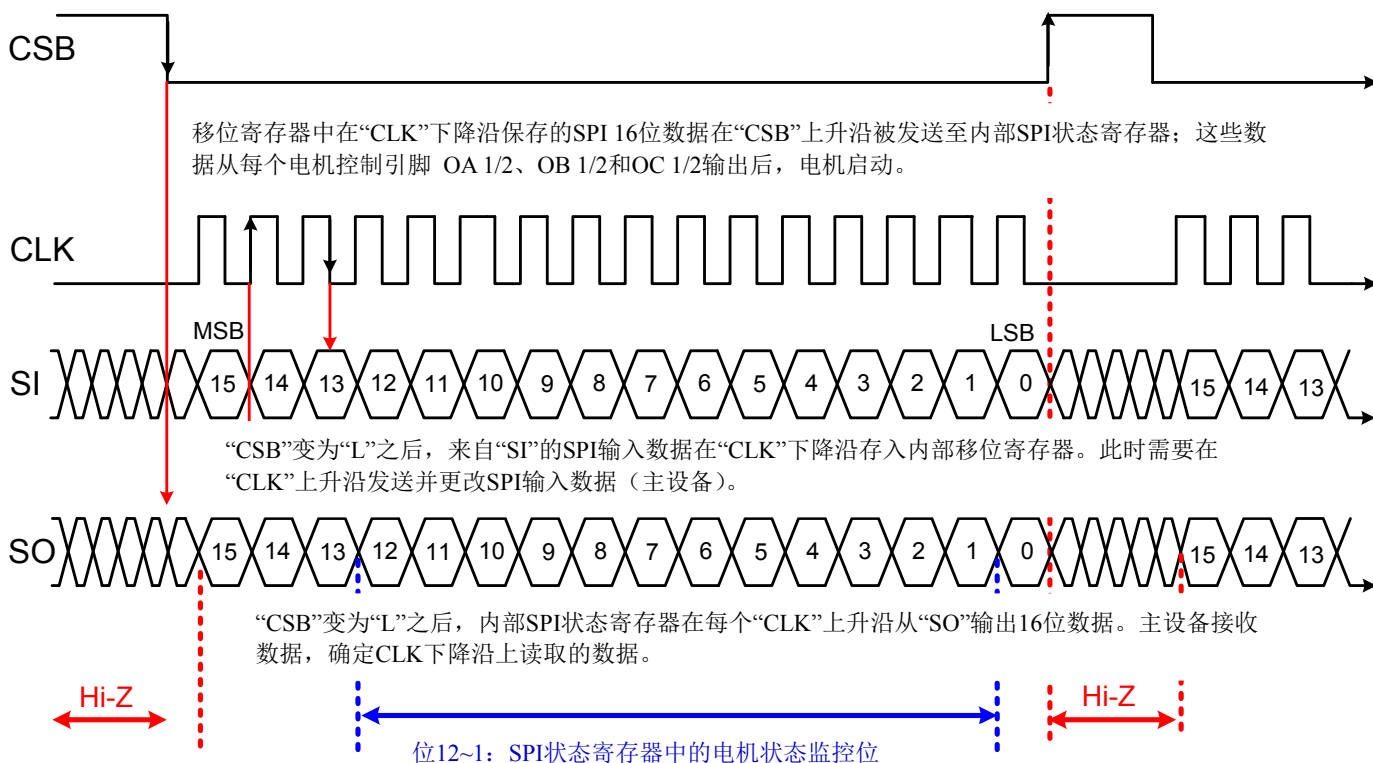 CSB
移位寄存器中在“CLK”下降沿保存的SPI 16位数据在“CSB”上升沿被发送至内部SPI状态寄存器；这些数
据从每个电机控制引脚 OA 1/2、OB 1/2和OC 1/2输出后，电机启动。
CLK
MSB LSB
SI 15 14 13 12 11 10 9 8 7 6 5 4 3 2 1 0 15 14 13
“CSB”变为“L”之后，来自“SI”的SPI输入数据在“CLK”下降沿存入内部移位寄存器。此时需要在
“CLK”上升沿发送并更改SPI输入数据（主设备）。
SO 15 14 13 12 11 10 9 8 7 6 5 4 3 2 1 0 15 14 13
“CSB”变为“L”之后，内部SPI状态寄存器在每个“CLK”上升沿从“SO”输出16位数据。主设备接收
数据，确定CLK下降沿上读取的数据。
Hi-Z Hi-Z
位12~1：SPI状态寄存器中的电机状态监控位